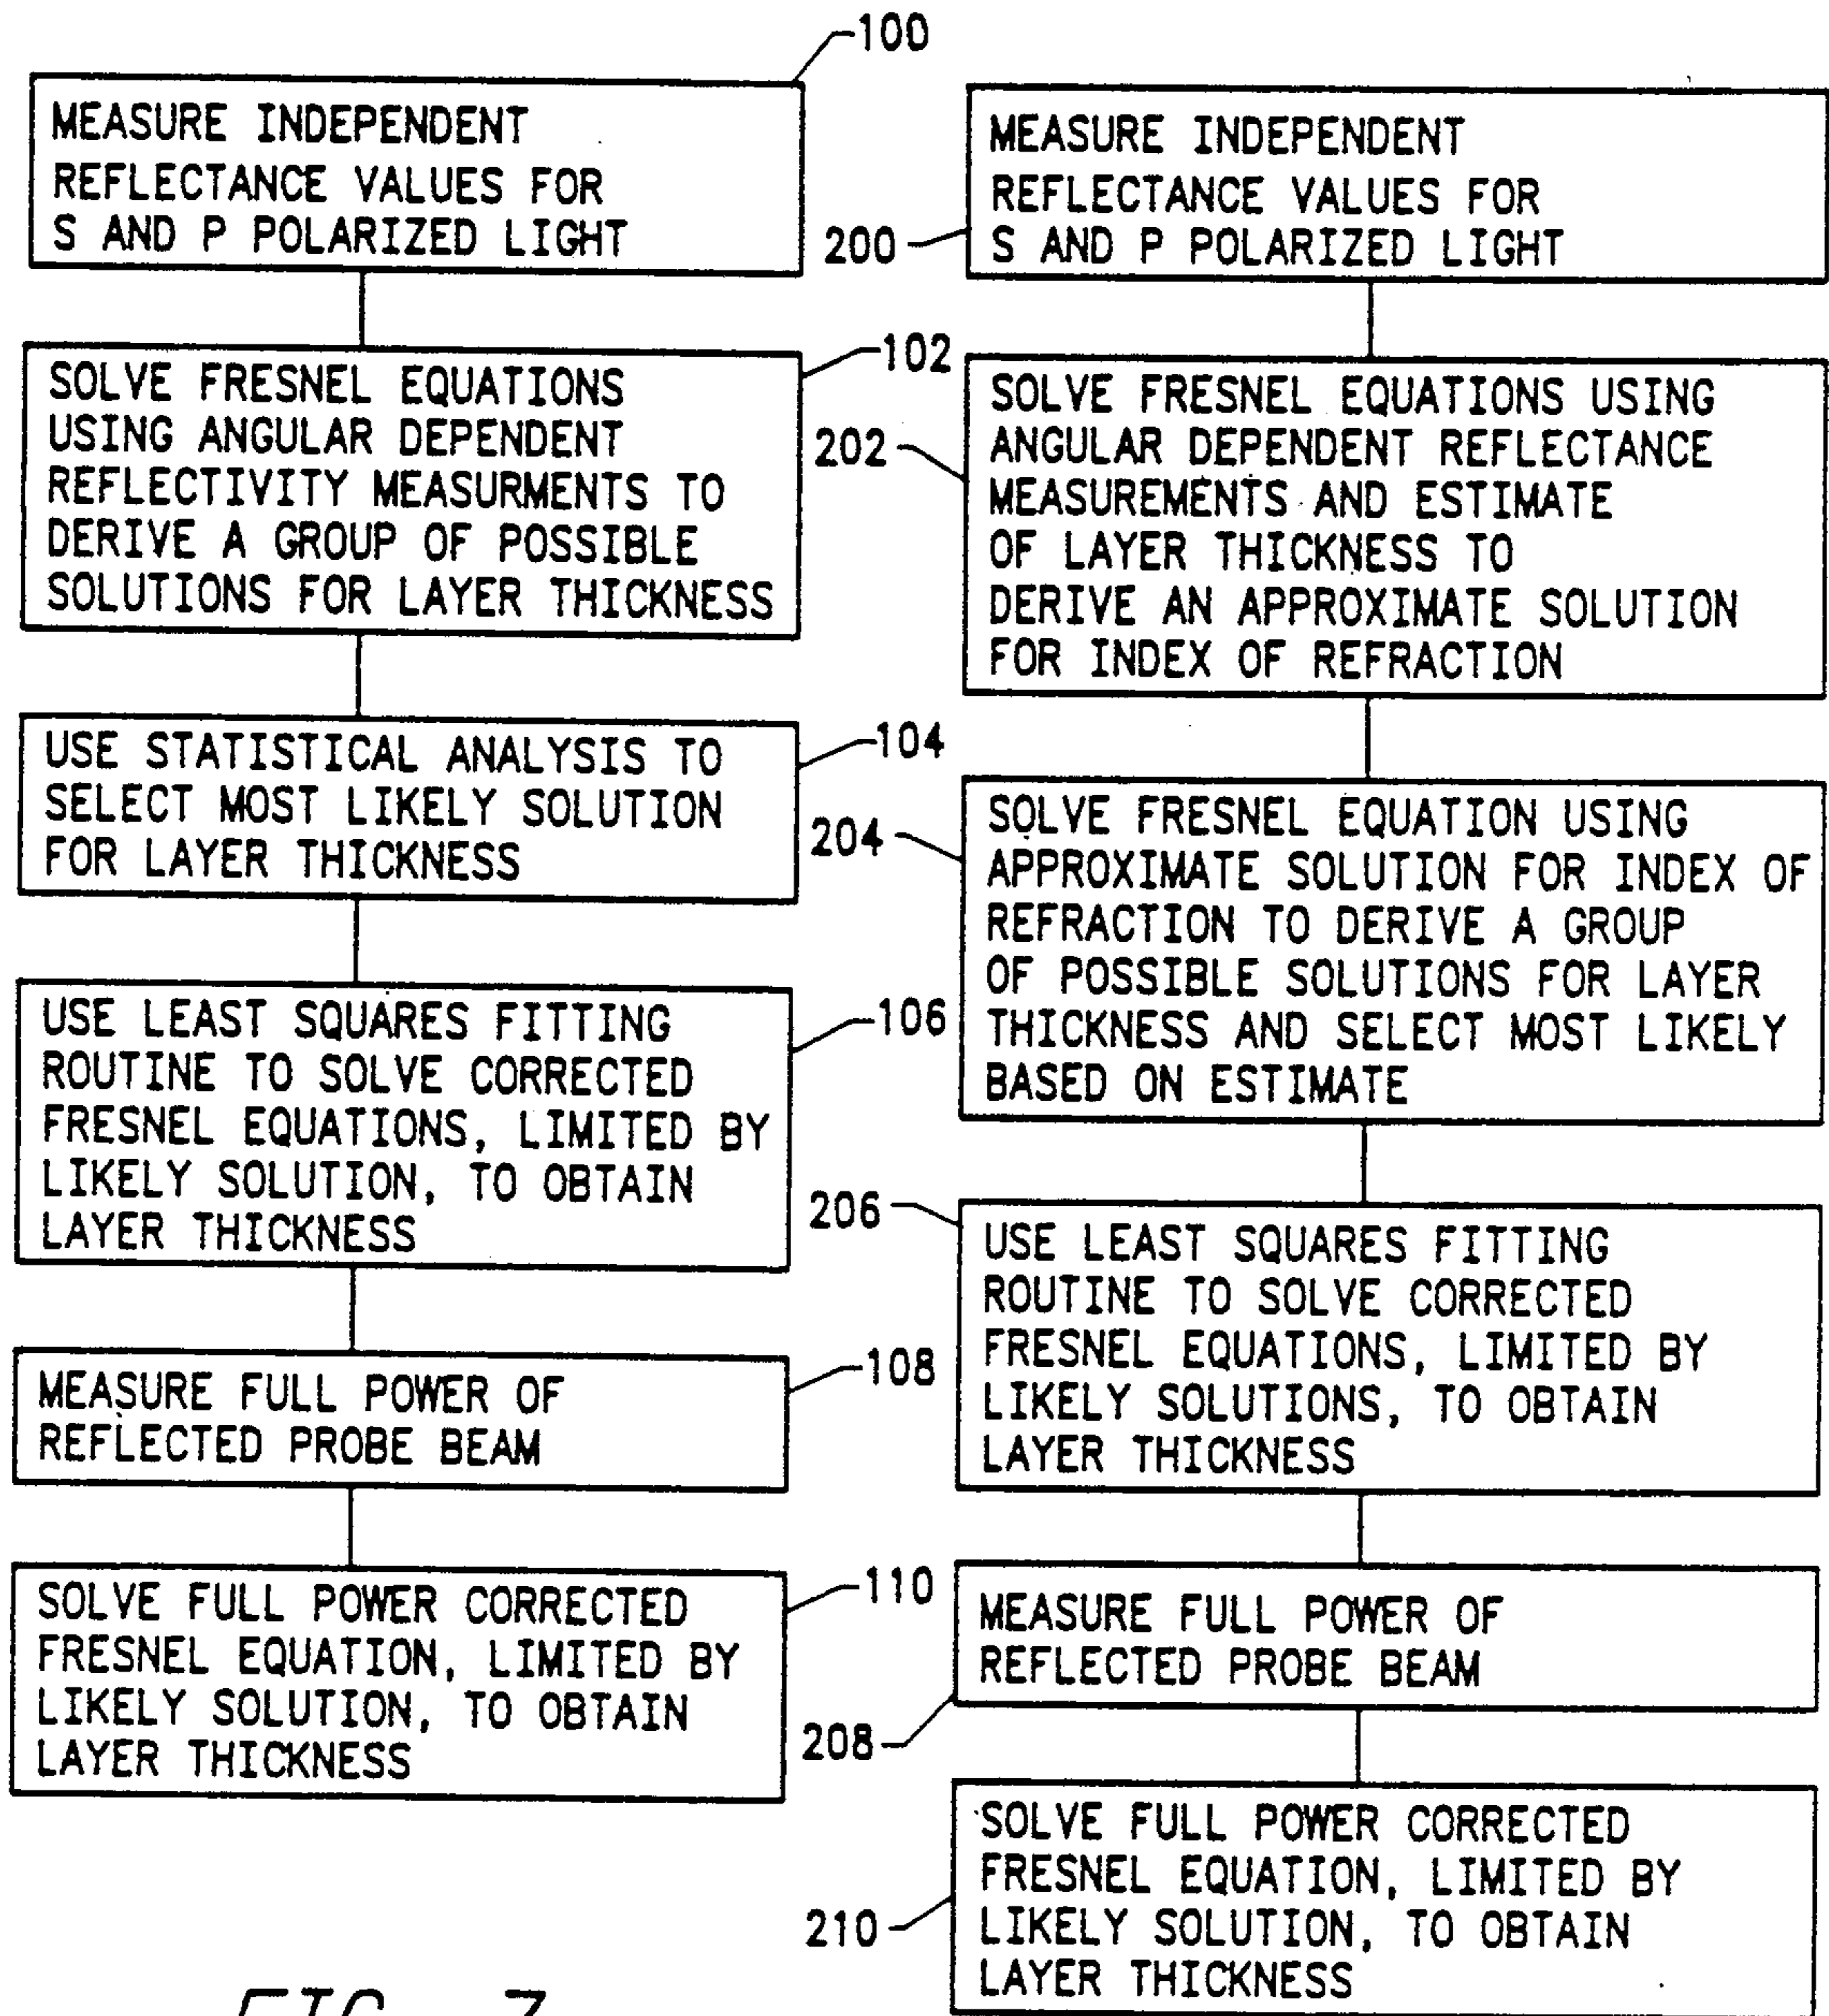 100
MEASURE INDEPENDENT
REFLECTANCE VALUES FOR
S AND P POLARIZED LIGHT
102
SOLVE FRESNEL EQUATIONS
USING ANGULAR DEPENDENT
REFLECTIVITY MEASURMENTS TO
DERIVE A GROUP OF POSSIBLE
SOLUTIONS FOR LAYER THICKNESS
104
USE STATISTICAL ANALYSIS TO
SELECT MOST LIKELY SOLUTION
FOR LAYER THICKNESS
106
USE LEAST SQUARES FITTING
ROUTINE TO SOLVE CORRECTED
FRESNEL EQUATIONS, LIMITED BY
LIKELY SOLUTION, TO OBTAIN
LAYER THICKNESS
108
MEASURE FULL POWER OF
REFLECTED PROBE BEAM
110
SOLVE FULL POWER CORRECTED
FRESNEL EQUATION, LIMITED BY
LIKELY SOLUTION, TO OBTAIN
LAYER THICKNESS
200
MEASURE INDEPENDENT
REFLECTANCE VALUES FOR
S AND P POLARIZED LIGHT
202
SOLVE FRESNEL EQUATIONS USING
ANGULAR DEPENDENT REFLECTANCE
MEASUREMENTS AND ESTIMATE
OF LAYER THICKNESS TO
DERIVE AN APPROXIMATE SOLUTION
FOR INDEX OF REFRACTION
204
SOLVE FRESNEL EQUATION USING
APPROXIMATE SOLUTION FOR INDEX OF
REFRACTION TO DERIVE A GROUP
OF POSSIBLE SOLUTIONS FOR LAYER
THICKNESS AND SELECT MOST LIKELY
BASED ON ESTIMATE
206
USE LEAST SQUARES FITTING
ROUTINE TO SOLVE CORRECTED
FRESNEL EQUATIONS, LIMITED BY
LIKELY SOLUTIONS, TO OBTAIN
LAYER THICKNESS
208
MEASURE FULL POWER OF
REFLECTED PROBE BEAM
210
SOLVE FULL POWER CORRECTED
FRESNEL EQUATION, LIMITED BY
LIKELY SOLUTION, TO OBTAIN
LAYER THICKNESS